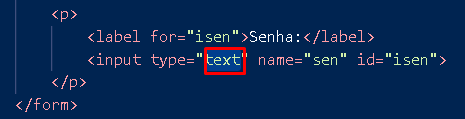 <p>
<label for="isen">Senha:</label>
<input type="text" name="sen" id="isen">
</p>
</form>